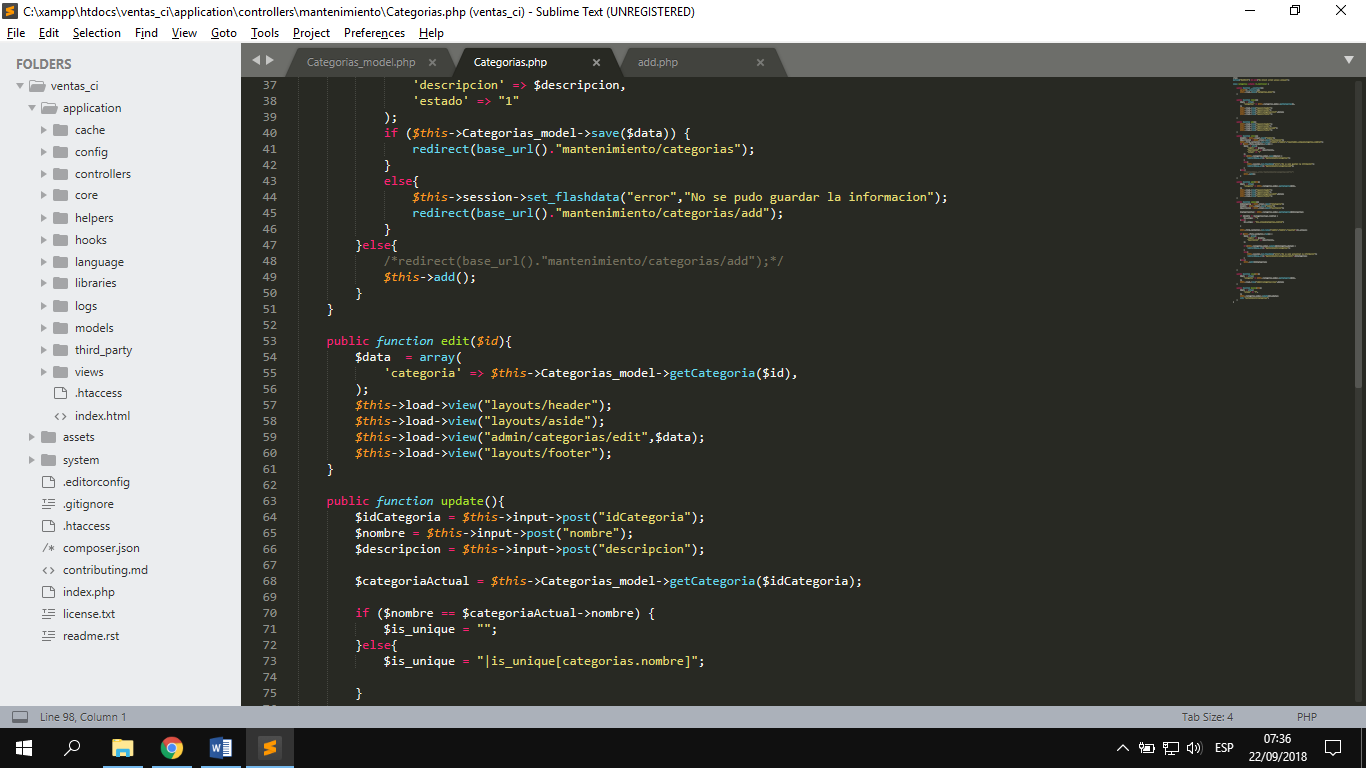 C:\xampp\htdocs\ventas_ci\application\controllers\mantenimiento\Categorias.php (ventas_ci) - Sublime Text (UNREGISTERED)
File Edit Selection Find View Goto Tools Project Preferences Help
FOLDERS
ventas_ci
application
cache
config
controllers
core
helpers
hooks
language
libraries
logs
models
third_party
views
.htaccess
<> index.html
assets
system
.editorconfig
.gitignore
.htaccess
/* composer.json
<> contributing.md
index.php
license.txt
readme.rst
Categorias_model.php × Categorias.php × add.php ×
37 'descripcion' => $descripcion,
38 'estado' => "1"
39 );
40 if ($this->Categorias_model->save($data)) {
41 redirect(base_url()."mantenimiento/categorias");
42 }
43 else{
44 $this->session->set_flashdata("error","No se pudo guardar la informacion");
45 redirect(base_url()."mantenimiento/categorias/add");
46 }
47 }else{
48 /*redirect(base_url()."mantenimiento/categorias/add");*/
49 $this->add();
50 }
51 }
52
53 public function edit($id){
54 $data  = array(
55 'categoria' => $this->Categorias_model->getCategoria($id),
56 );
57 $this->load->view("layouts/header");
58 $this->load->view("layouts/aside");
59 $this->load->view("admin/categorias/edit",$data);
60 $this->load->view("layouts/footer");
61 }
62
63 public function update(){
64 $idCategoria = $this->input->post("idCategoria");
65 $nombre = $this->input->post("nombre");
66 $descripcion = $this->input->post("descripcion");
67
68 $categoriaActual = $this->Categorias_model->getCategoria($idCategoria);
69
70 if ($nombre == $categoriaActual->nombre) {
71 $is_unique = "";
72 }else{
73 $is_unique = "|is_unique[categorias.nombre]";
74
75 }
Line 98, Column 1 Tab Size: 4 PHP
ESP
07:36
22/09/2018